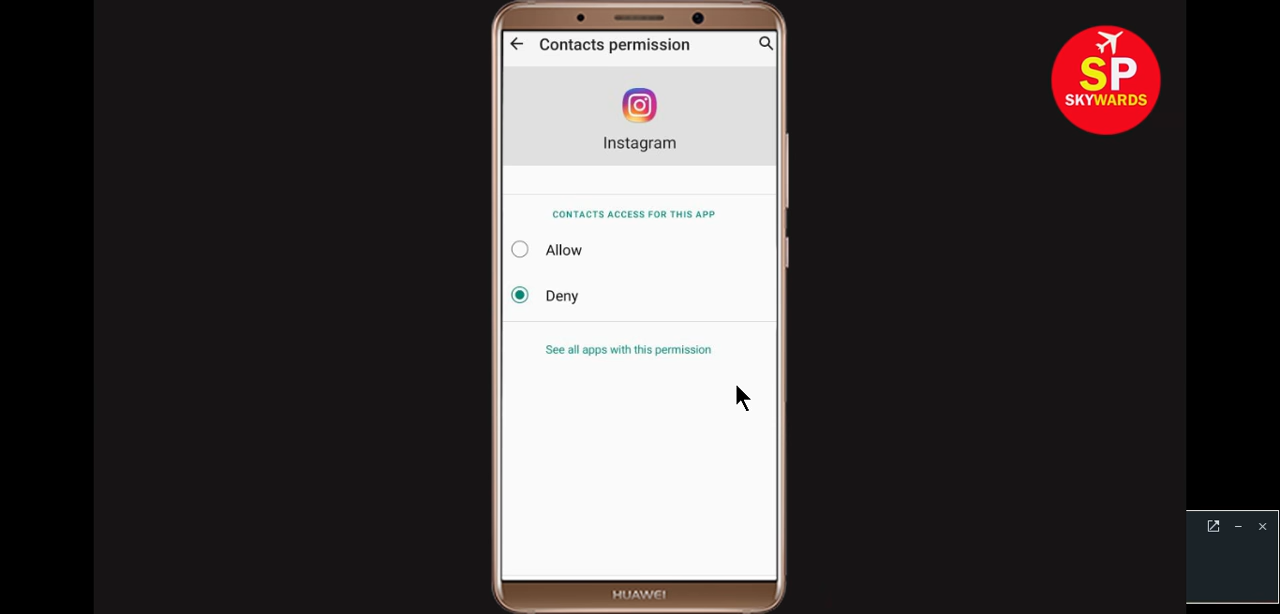 Contacts permission
SP
SKYWARDS
Instagram
CONTACTS ACCESS FOR THIS APP
Allow
Deny
See all apps with this permission
HUAWEI